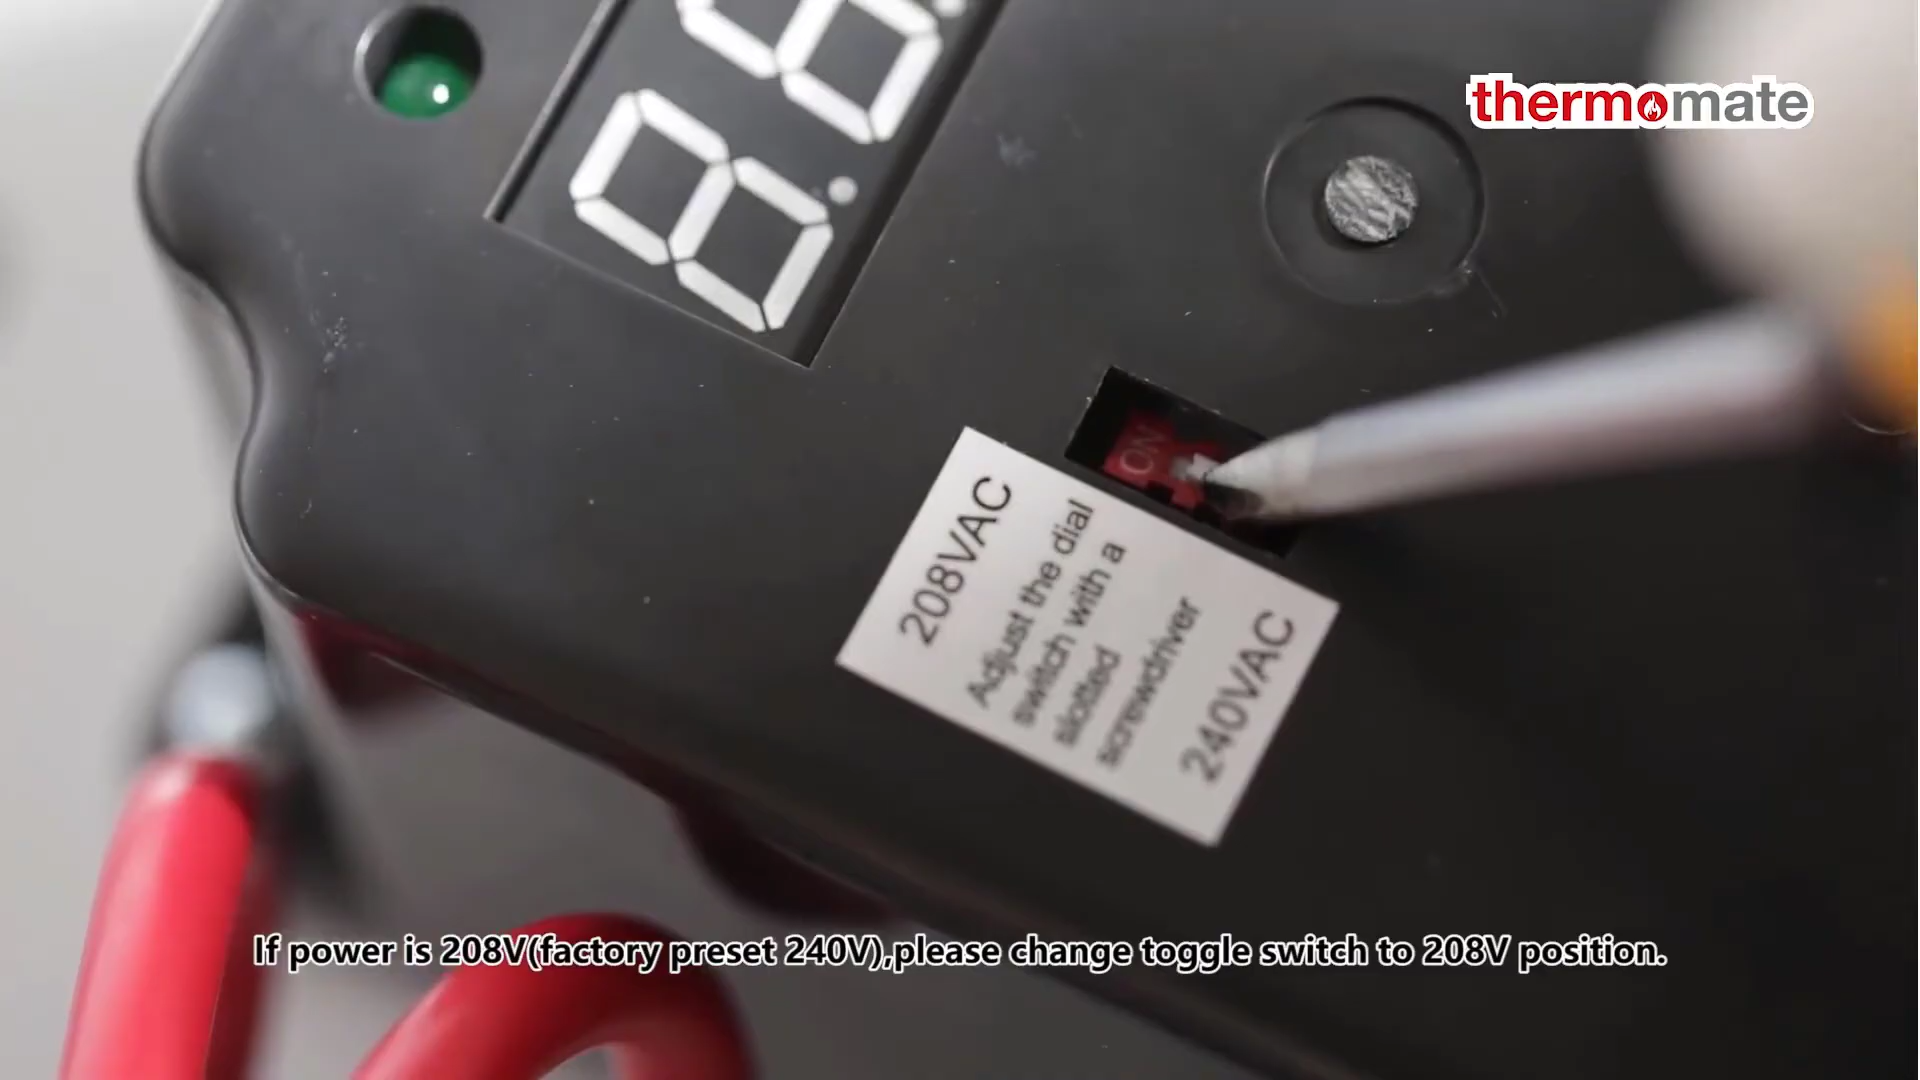 thermomate
ON
208VAC
Adjust the dial
switch with a
slotted
screwdriver
240VAC
If power is 208V(factory preset 240V),please change toggle switch to 208V position.